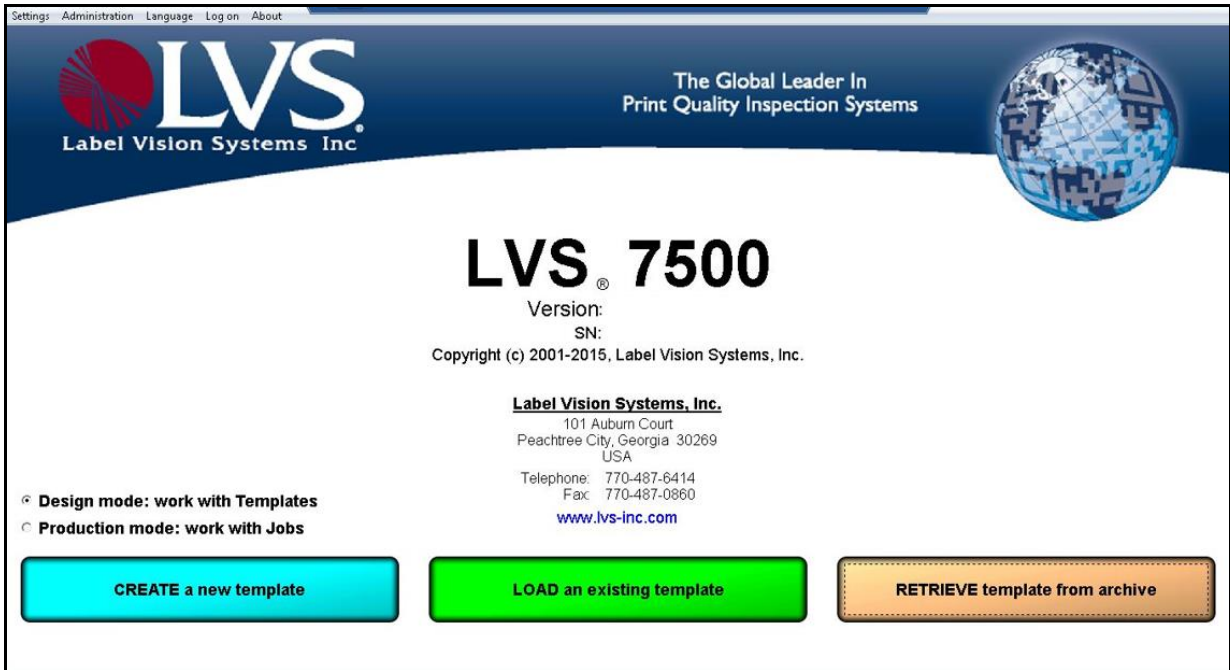 Settings Administration Language Log on About
LVS®
Label Vision Systems Inc
The Global Leader In
Print Quality Inspection Systems
LVS® 7500
Version:
SN:
Copyright (c) 2001-2015, Label Vision Systems, Inc.
Label Vision Systems, Inc.
101 Auburn Court
Peachtree City, Georgia 30269
USA
Telephone: 770-487-6414
Fax: 770-487-0860
www.lvs-inc.com
Design mode: work with Templates
Production mode: work with Jobs
CREATE a new template
LOAD an existing template
RETRIEVE template from archive